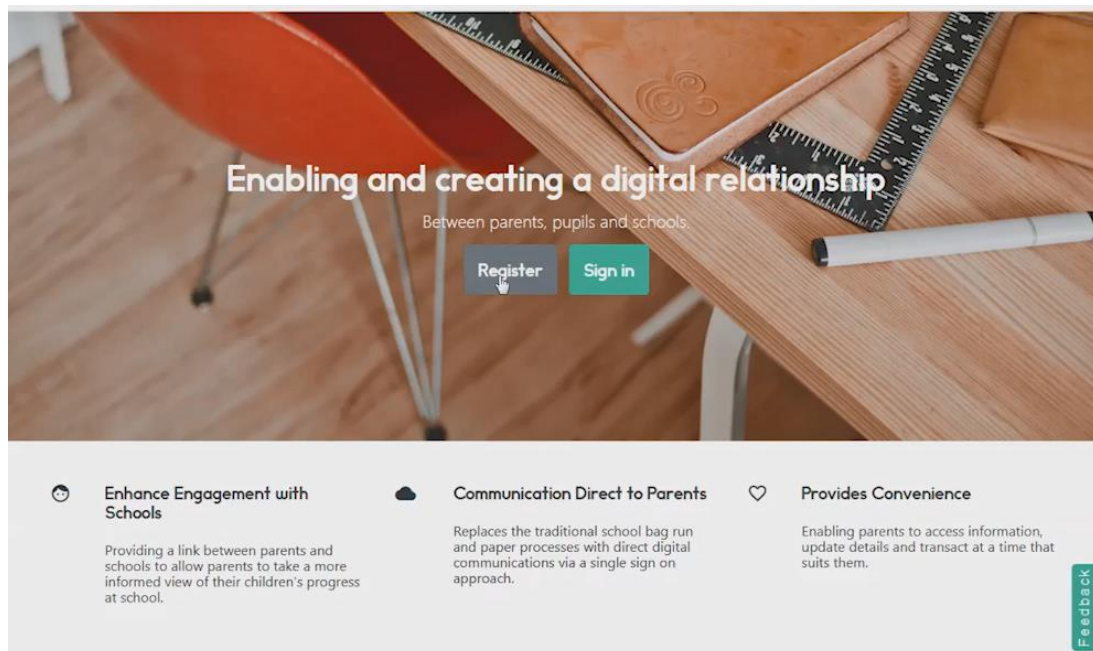 Enabling and creating a digital relationship
Between parents, pupils and schools.
Register
Sign in
Enhance Engagement with
Schools
Providing a link between parents and
schools to allow parents to take a more
informed view of their children's progress
at school.
Communication Direct to Parents
Replaces the traditional school bag run
and paper processes with direct digital
communications via a single sign on
approach.
Provides Convenience
Enabling parents to access information,
update details and transact at a time that
suits them.
Feedback